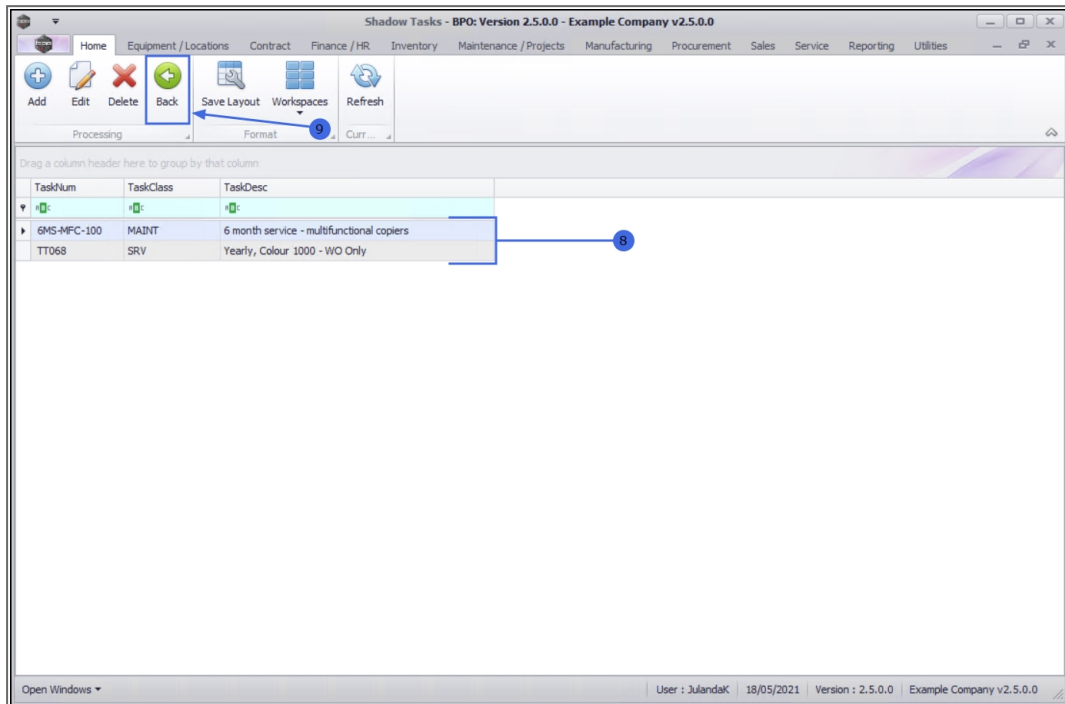 Shadow Tasks - BPO: Version 2.5.0.0 - Example Company v2.5.0.0
Home Equipment / Locations Contract Finance / HR Inventory Maintenance / Projects Manufacturing Procurement Sales Service Reporting Utilities
Add Edit Delete Back Save Layout Workspaces Refresh
9
Processing Format Curr...
Drag a column header here to group by that column
TaskNum TaskClass TaskDesc
6MS-MFC-100 MAINT 6 month service - multifunctional copiers
8
TT068 SRV Yearly, Colour 1000 - WO Only
Open Windows User : JulandaK 18/05/2021 Version : 2.5.0.0 Example Company v2.5.0.0